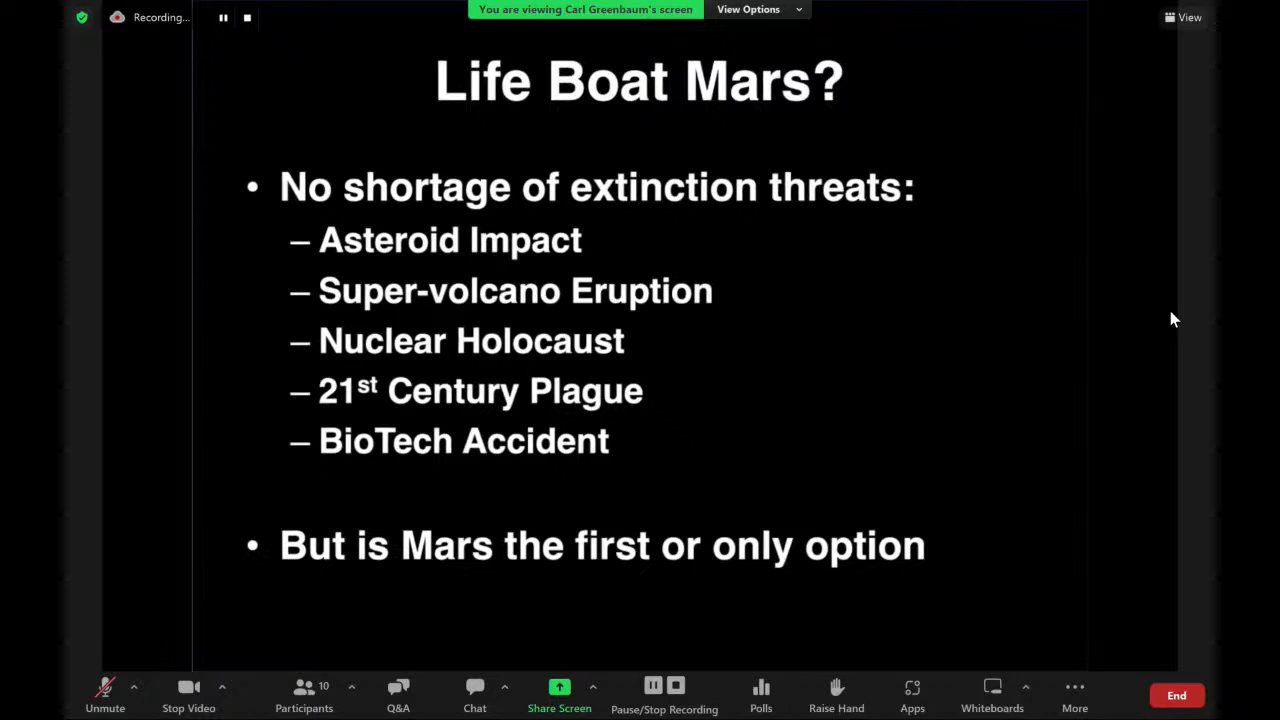 Recording...
You are viewing Carl Greenbaum's screen
View Options
View
Life Boat Mars?
• No shortage of extinction threats:
– Asteroid Impact
– Super-volcano Eruption
– Nuclear Holocaust
– 21st Century Plague
– BioTech Accident
• But is Mars the first or only option
Unmute
Stop Video
Participants
10
Q&A
Chat
Share Screen
Pause/Stop Recording
Polls
Raise Hand
Apps
Whiteboards
More
End